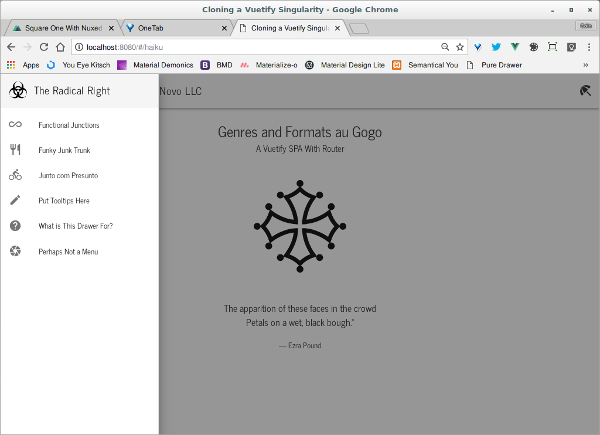 Cloning a Vuetify Singularity - Google Chrome
Square One With Nuxed
OneTab
Cloning a Vuetify Singula
localhost:8080/#/haiku
Apps
You Eye Kitsch
Material Demonics
BMD
Materialize-o
Material Design Lite
Semantical You
Pure Drawer
»
The Radical Right
Novo LLC
Functional Junctions
Funky Junk Trunk
Junto com Presunto
Put Tooltips Here
What is This Drawer For?
Perhaps Not a Menu
Genres and Formats au Gogo
A Vuetify SPA With Router
The apparition of these faces in the crowd
Petals on a wet, black bough."
— Ezra Pound